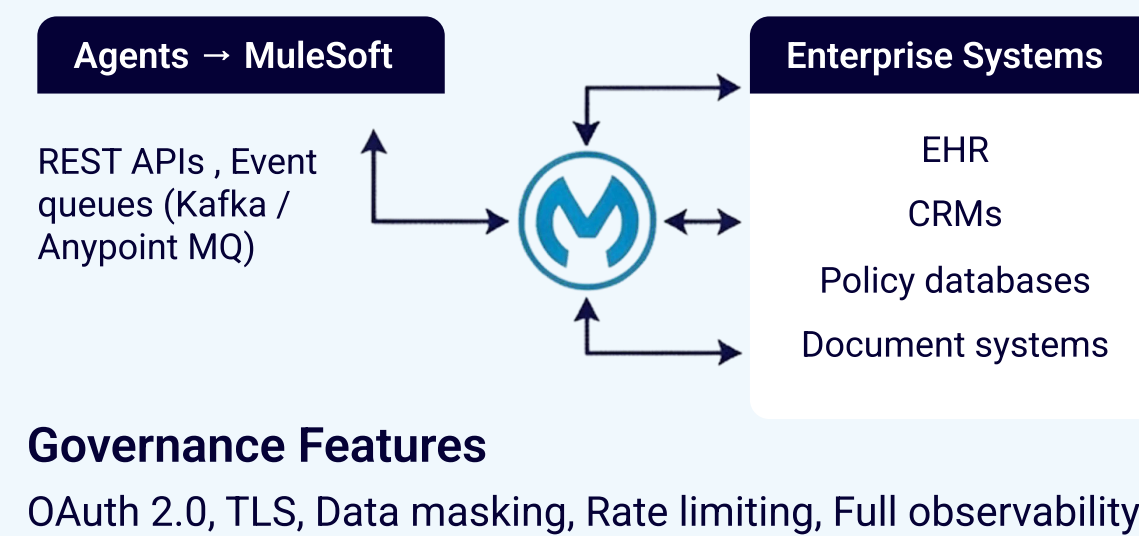 Agents → MuleSoft
REST APIs , Event
queues (Kafka /
Anypoint MQ)
Enterprise Systems
EHR
CRMs
Policy databases
Document systems
Governance Features
OAuth 2.0, TLS, Data masking, Rate limiting, Full observability